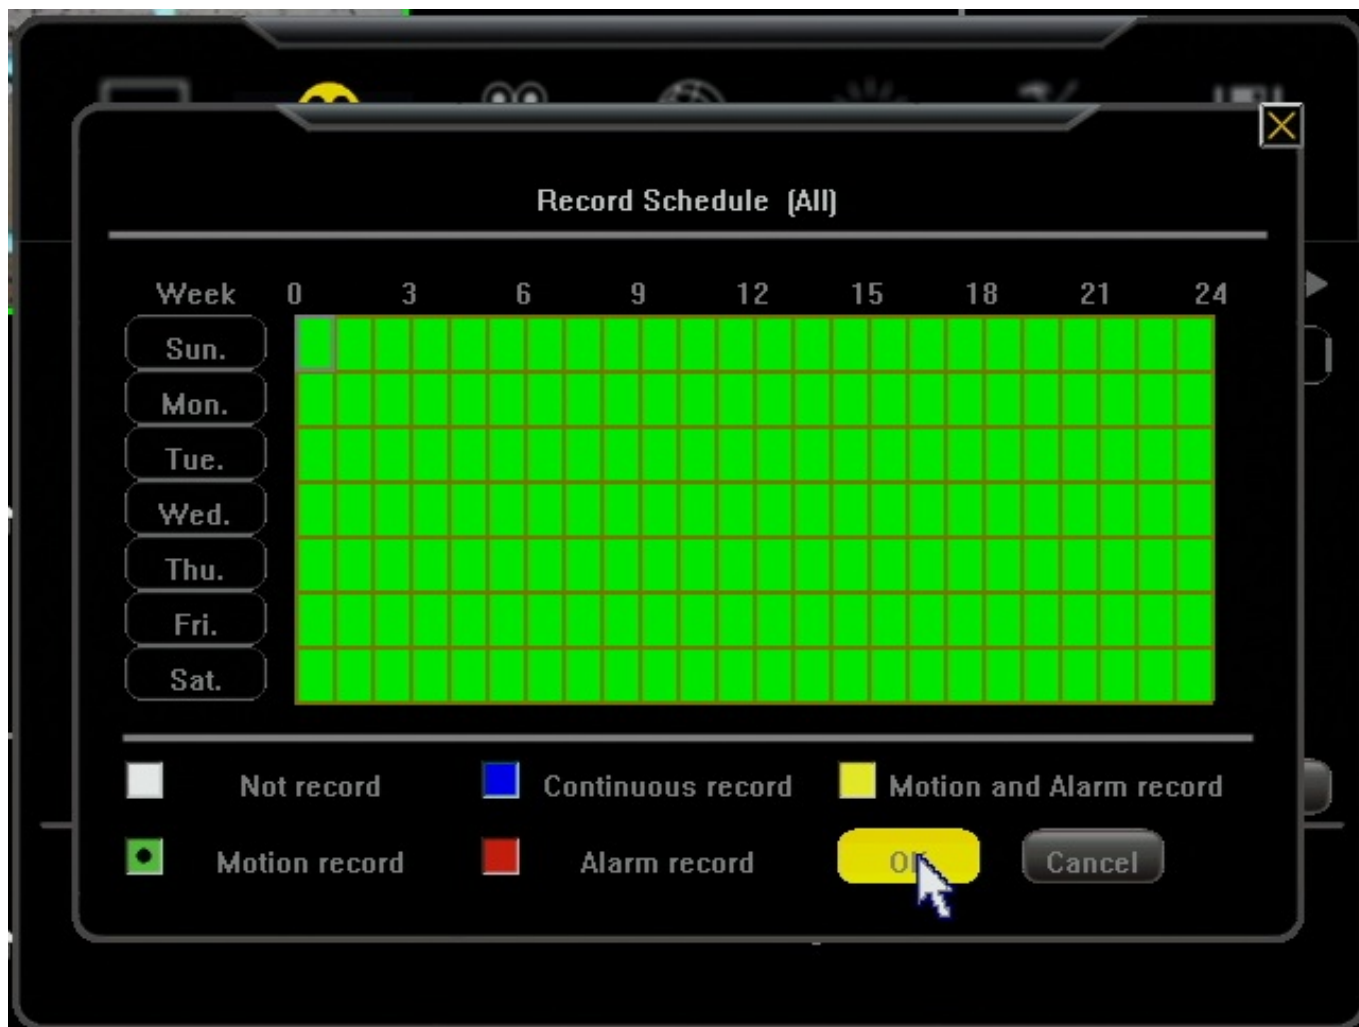 Record Schedule (All)
Week 0 3 6 9 12 15 18 21 24
Sun.
Mon.
Tue.
Wed.
Thu.
Fri.
Sat.
Not record Continuous record Motion and Alarm record
Motion record Alarm record OK Cancel